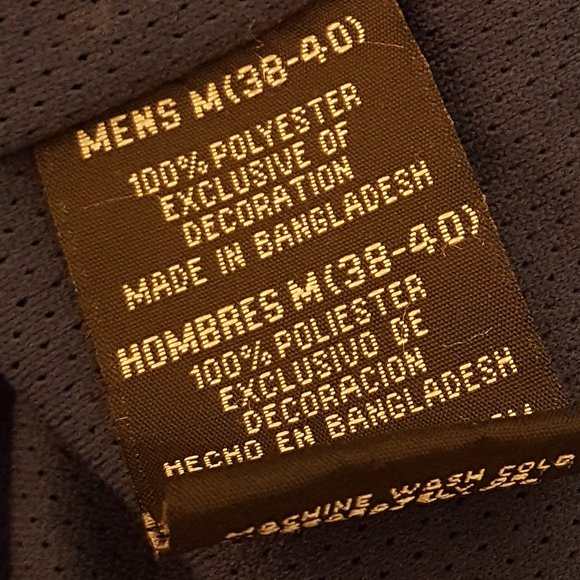 MENS M(38-40)
100% POLYESTER
EXCLUSIVE OF
DECORATION
MADE IN BANGLADESH
HOMBRES M(38-40)
100% POLIESTER
EXCLUSIVO DE
DECORACION
HECHO EN BANGLADESH
MACHINE WASH COLD